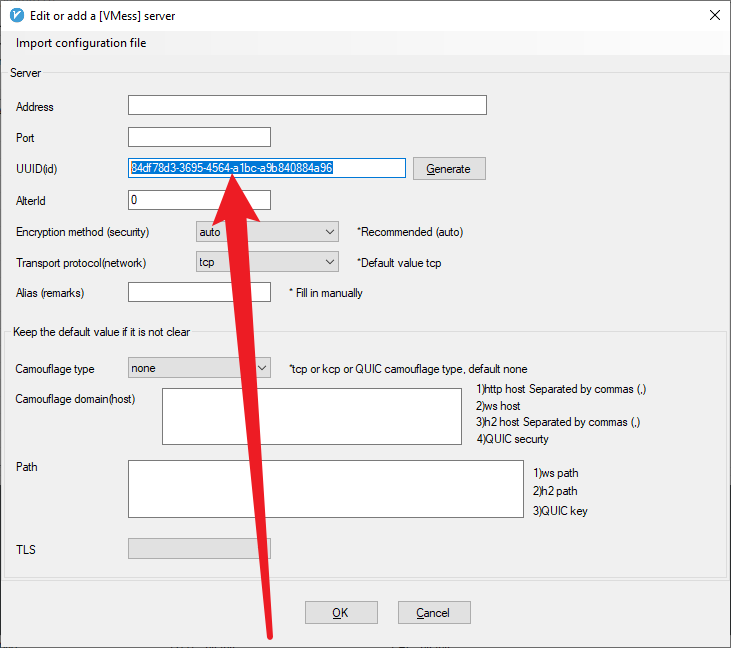 Edit or add a [VMess] server
Import configuration file
Server
Address
Port
UUID(id) 84df78d3-3695-4564-a1bc-a9b840884a96 Generate
AlterId 0
Encryption method (security) auto *Recommended (auto)
Transport protocol(network) tcp *Default value tcp
Alias (remarks) * Fill in manually
Keep the default value if it is not clear
Camouflage type none *tcp or kcp or QUIC camouflage type, default none
Camouflage domain(host) 1)http host Separated by commas (,)
2)ws host
3)h2 host Separated by commas (,)
4)QUIC securty
Path 1)ws path
2)h2 path
3)QUIC key
TLS
OK Cancel